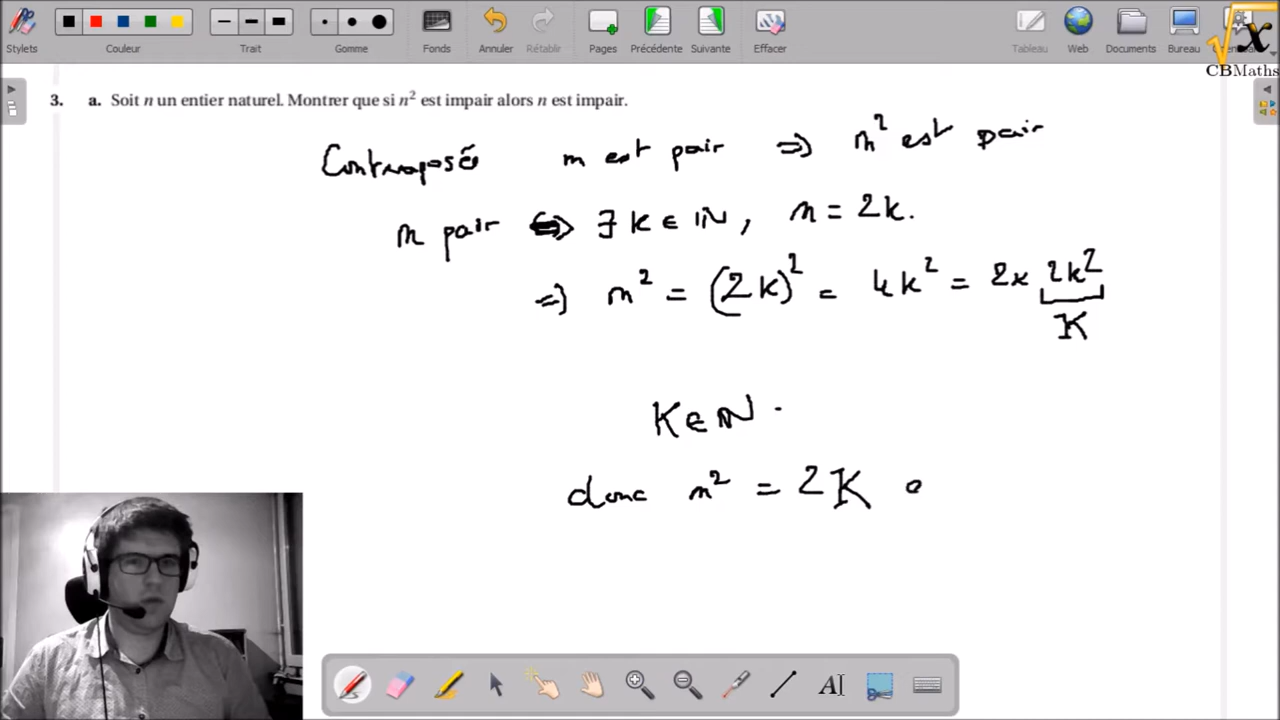 Stylets Couleur Trait Gomme Fonds Annuler Rétablir Pages Précédente Suivante Effacer Tableau Web Documents Bureau
CBMaths
3. a. Soit n un entier naturel. Montrer que si n² est impair alors n est impair.
Contraposée n est pair ⇒ n² est pair
n pair ⇔ ∃ k ∈ ℕ, n = 2k.
⇒ n² = (2k)² = 4k² = 2x 2k²
K
K ∈ ℕ.
donc n² = 2K